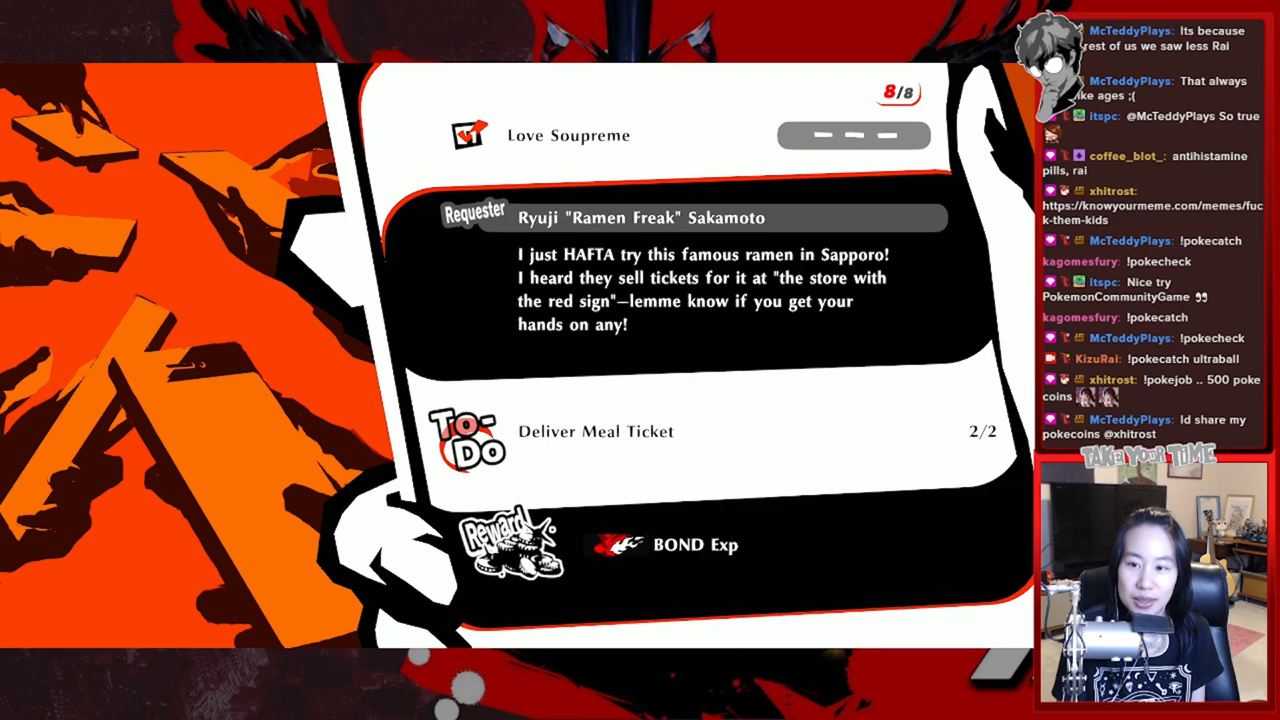 8/8
Love Soupreme
Requester
Ryuji "Ramen Freak" Sakamoto
I just HAFTA try this famous ramen in Sapporo!
I heard they sell tickets for it at "the store with
the red sign"—lemme know if you get your
hands on any!
TO-DO
Deliver Meal Ticket 2/2
Reward
BOND Exp
McTeddyPlays: Its because
rest of us we saw less Rai
McTeddyPlays: That always
ke ages ;(
itspc: @McTeddyPlays So true
coffee_blot_: antihistamine
pills, rai
xhitrost:
https://knowyourmeme.com/memes/fuc
k-them-kids
McTeddyPlays: !pokecatch
kagomesfury: !pokecheck
itspc: Nice try
PokemonCommunityGame
kagomesfury: !pokecatch
McTeddyPlays: !pokecheck
KizuRai: !pokecatch ultraball
xhitrost: !pokejob .. 500 poke
coins
McTeddyPlays: Id share my
pokecoins @xhitrost
TAKE YOUR TIME